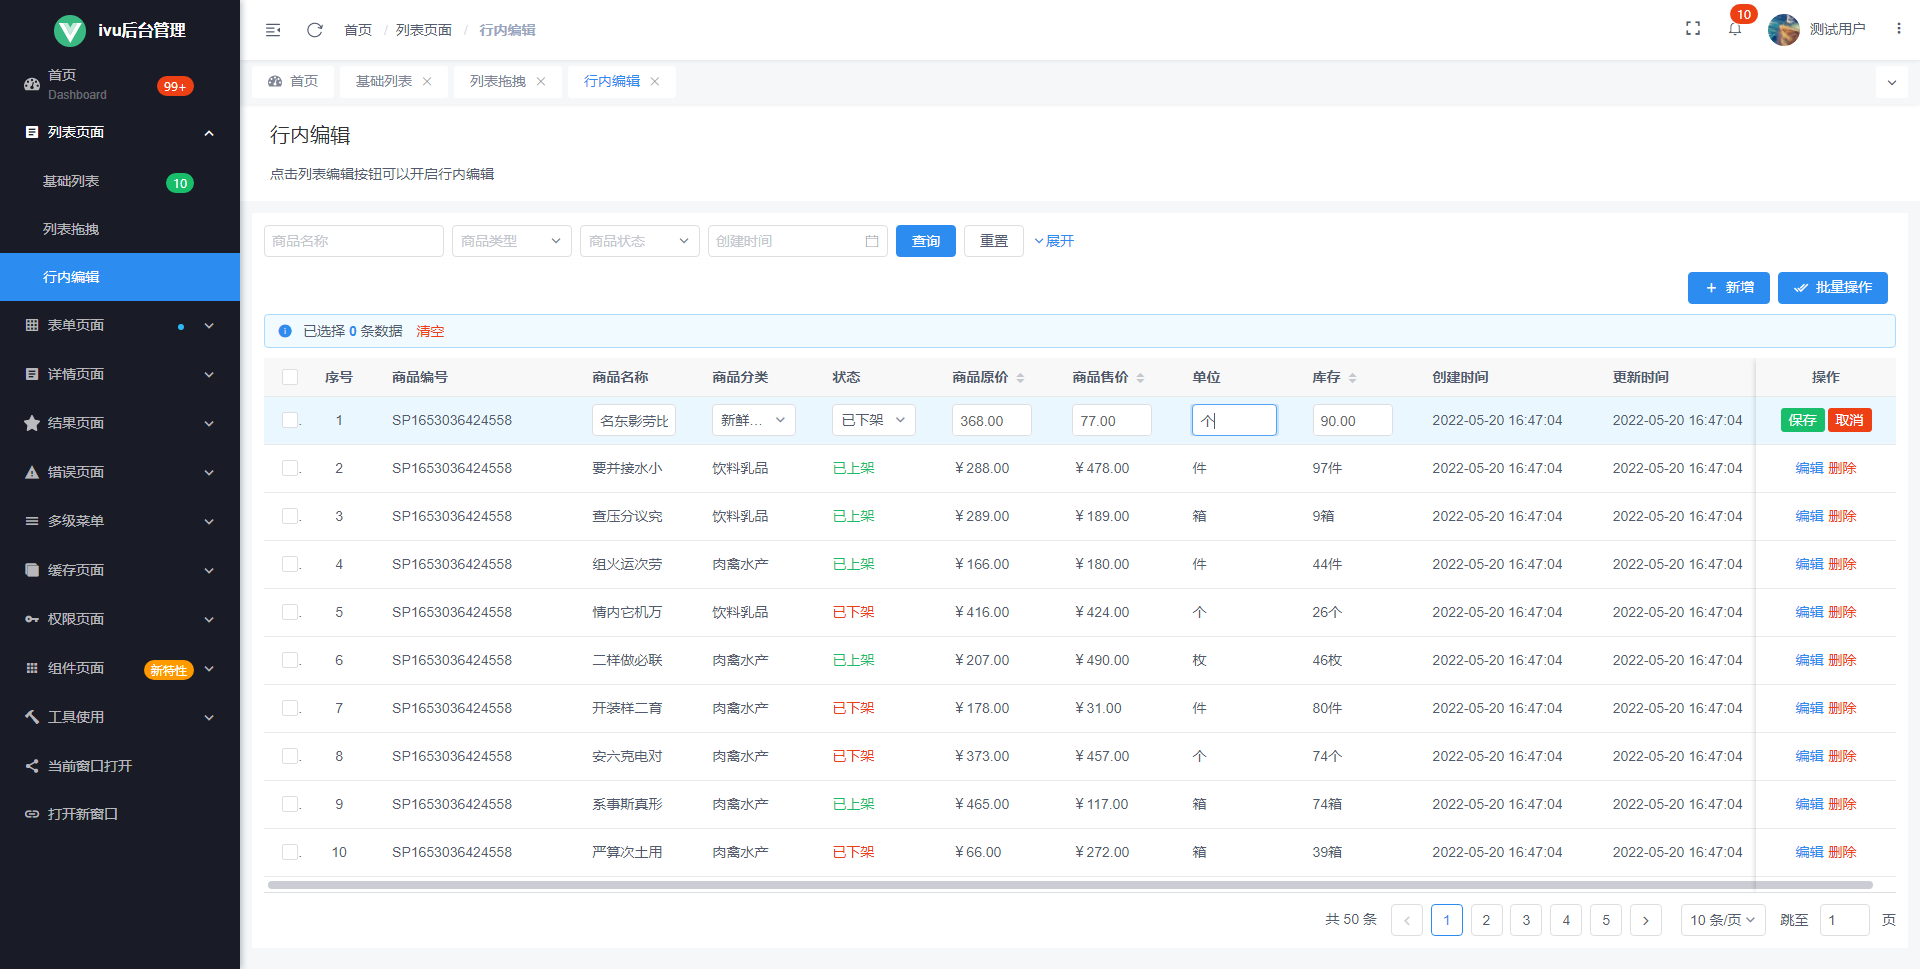 ivu后台管理
首页
Dashboard
99+
列表页面
基础列表
10
列表拖拽
行内编辑
表单页面
详情页面
结果页面
错误页面
多级菜单
缓存页面
权限页面
组件页面
新特性
工具使用
当前窗口打开
打开新窗口
首页 / 列表页面 / 行内编辑
10
测试用户
首页
基础列表
列表拖拽
行内编辑
行内编辑
点击列表编辑按钮可以开启行内编辑
商品名称 商品类型 商品状态 创建时间 查询 重置 展开
新增 批量操作
已选择 0 条数据 清空
序号 商品编号 商品名称 商品分类 状态 商品原价 商品售价 单位 库存 创建时间 更新时间 操作
1 SP1653036424558 名东影劳比 新鲜... 已下架 368.00 77.00 个 90.00 2022-05-20 16:47:04 2022-05-20 16:47:04 保存 取消
2 SP1653036424558 要并接水小 饮料乳品 已上架 ¥288.00 ¥478.00 件 97件 2022-05-20 16:47:04 2022-05-20 16:47:04 编辑 删除
3 SP1653036424558 查压分议究 饮料乳品 已上架 ¥289.00 ¥189.00 箱 9箱 2022-05-20 16:47:04 2022-05-20 16:47:04 编辑 删除
4 SP1653036424558 组火运次劳 肉禽水产 已上架 ¥166.00 ¥180.00 件 44件 2022-05-20 16:47:04 2022-05-20 16:47:04 编辑 删除
5 SP1653036424558 情内它机万 饮料乳品 已下架 ¥416.00 ¥424.00 个 26个 2022-05-20 16:47:04 2022-05-20 16:47:04 编辑 删除
6 SP1653036424558 二样做必联 肉禽水产 已上架 ¥207.00 ¥490.00 枚 46枚 2022-05-20 16:47:04 2022-05-20 16:47:04 编辑 删除
7 SP1653036424558 开装样二育 肉禽水产 已下架 ¥178.00 ¥31.00 件 80件 2022-05-20 16:47:04 2022-05-20 16:47:04 编辑 删除
8 SP1653036424558 安六克电对 肉禽水产 已下架 ¥373.00 ¥457.00 个 74个 2022-05-20 16:47:04 2022-05-20 16:47:04 编辑 删除
9 SP1653036424558 系事斯真形 肉禽水产 已上架 ¥465.00 ¥117.00 箱 74箱 2022-05-20 16:47:04 2022-05-20 16:47:04 编辑 删除
10 SP1653036424558 严算次土用 肉禽水产 已下架 ¥66.00 ¥272.00 箱 39箱 2022-05-20 16:47:04 2022-05-20 16:47:04 编辑 删除
共 50 条 1 2 3 4 5 10 条/页 跳至 1 页